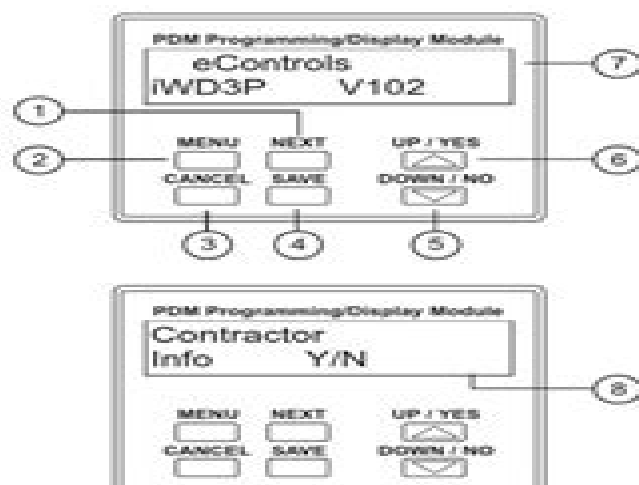 PDM Programming/Display Module
eControls
iWD3P V102
7
1
MENU NEXT UP / YES
2
6
CANCEL SAVE DOWN / NO
3 4 5
PDM Programming/Display Module
Contractor
Info Y/N
8
MENU NEXT UP / YES
CANCEL SAVE DOWN / NO